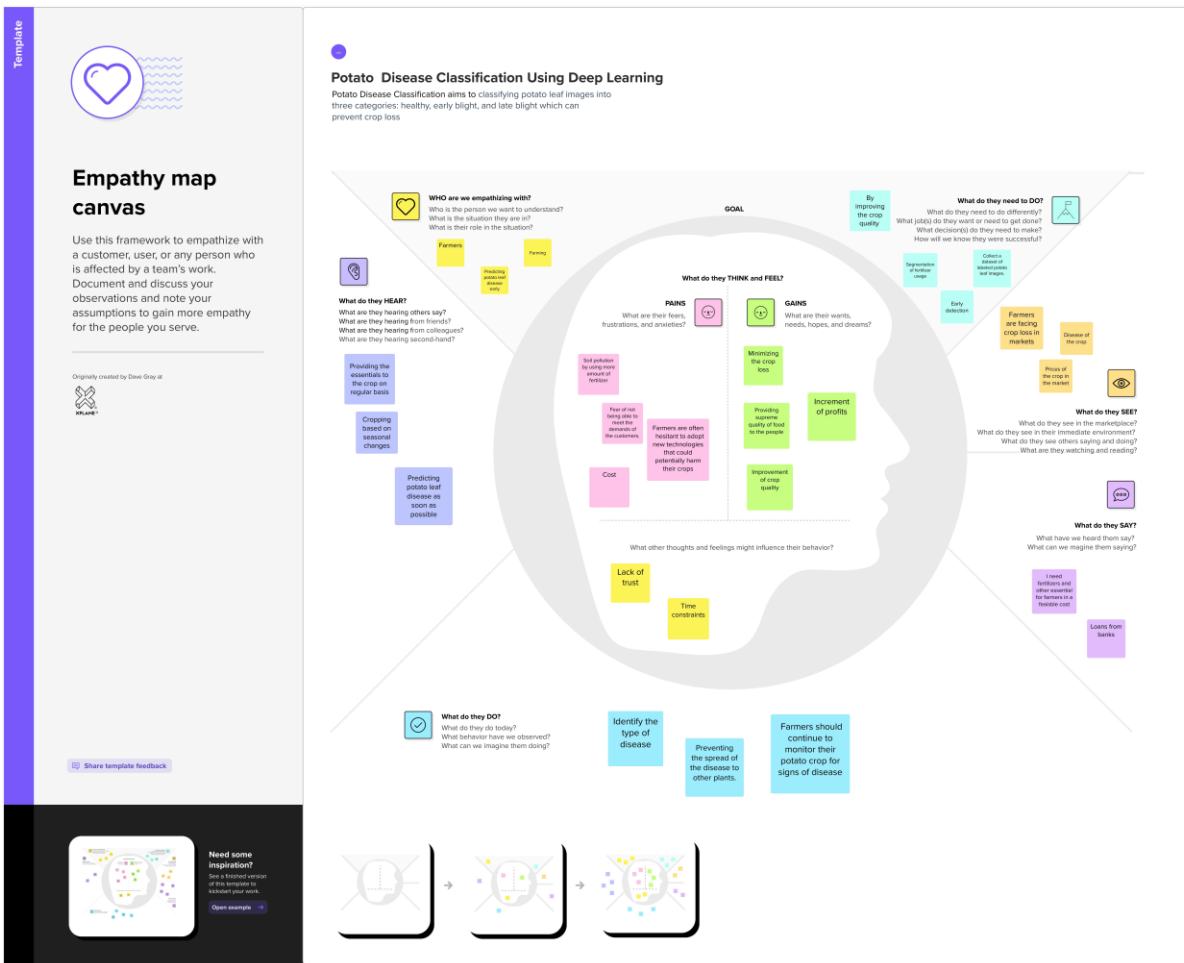 Template
Empathy map
canvas
Use this framework to empathize with
a customer, user, or any person who
is affected by a team's work.
Document and discuss your
observations and note your
assumptions to gain more empathy
for the people you serve.
Originally created by Dave Gray at
XPLANE
Share template feedback
Need some
inspiration?
See a finished version
of this template to
kickstart your work.
Open example
Potato Disease Classification Using Deep Learning
Potato Disease Classification aims to classifying potato leaf images into
three categories: healthy, early blight, and late blight which can
prevent crop loss
WHO are we empathizing with?
Who is the person we want to understand?
What is the situation they are in?
What is their role in the situation?
Farmers
Predicting
potato leaf
disease
early
Farming
GOAL
By
improving
the crop
quality
What do they need to DO?
What do they need to do differently?
What job(s) do they want or need to get done?
What decision(s) do they need to make?
How will we know they were successful?
Segmentation
of fertilizer
usage
Collect a
dataset of
labeled potato
leaf images.
Early
detection
What do they HEAR?
What are they hearing others say?
What are they hearing from friends?
What are they hearing from colleagues?
What are they hearing second-hand?
Providing the
essentials to
the crop on
regular basis
Cropping
based on
seasonal
changes
Predicting
potato leaf
disease as
soon as
possible
What do they THINK and FEEL?
PAINS
What are their fears,
frustrations, and anxieties?
Soil pollution
by using more
amount of
fertilizer
Fear of not
being able to
meet the
demands of
the customers
Farmers are often
hesitant to adopt
new technologies
that could
potentially harm
their crops
Cost
GAINS
What are their wants,
needs, hopes, and dreams?
Minimizing
the crop
loss
Increment
of profits
Providing
supreme
quality of food
to the people
Improvement
of crop
quality
What other thoughts and feelings might influence their behavior?
Lack of
trust
Time
constraints
Farmers
are facing
crop loss in
markets
Disease of
the crop
Prices of
the crop in
the market
What do they SEE?
What do they see in the marketplace?
What do they see in their immediate environment?
What do they see others saying and doing?
What are they watching and reading?
What do they SAY?
What have we heard them say?
What can we magine them saying?
I need
fertilizers and
other essential
for farmers in a
feasible cost
Loans from
banks
What do they DO?
What do they do today?
What behavior have we observed?
What can we imagine them doing?
Identify the
type of
disease
Preventing
the spread of
the disease to
other plants.
Farmers should
continue to
monitor their
potato crop for
signs of disease